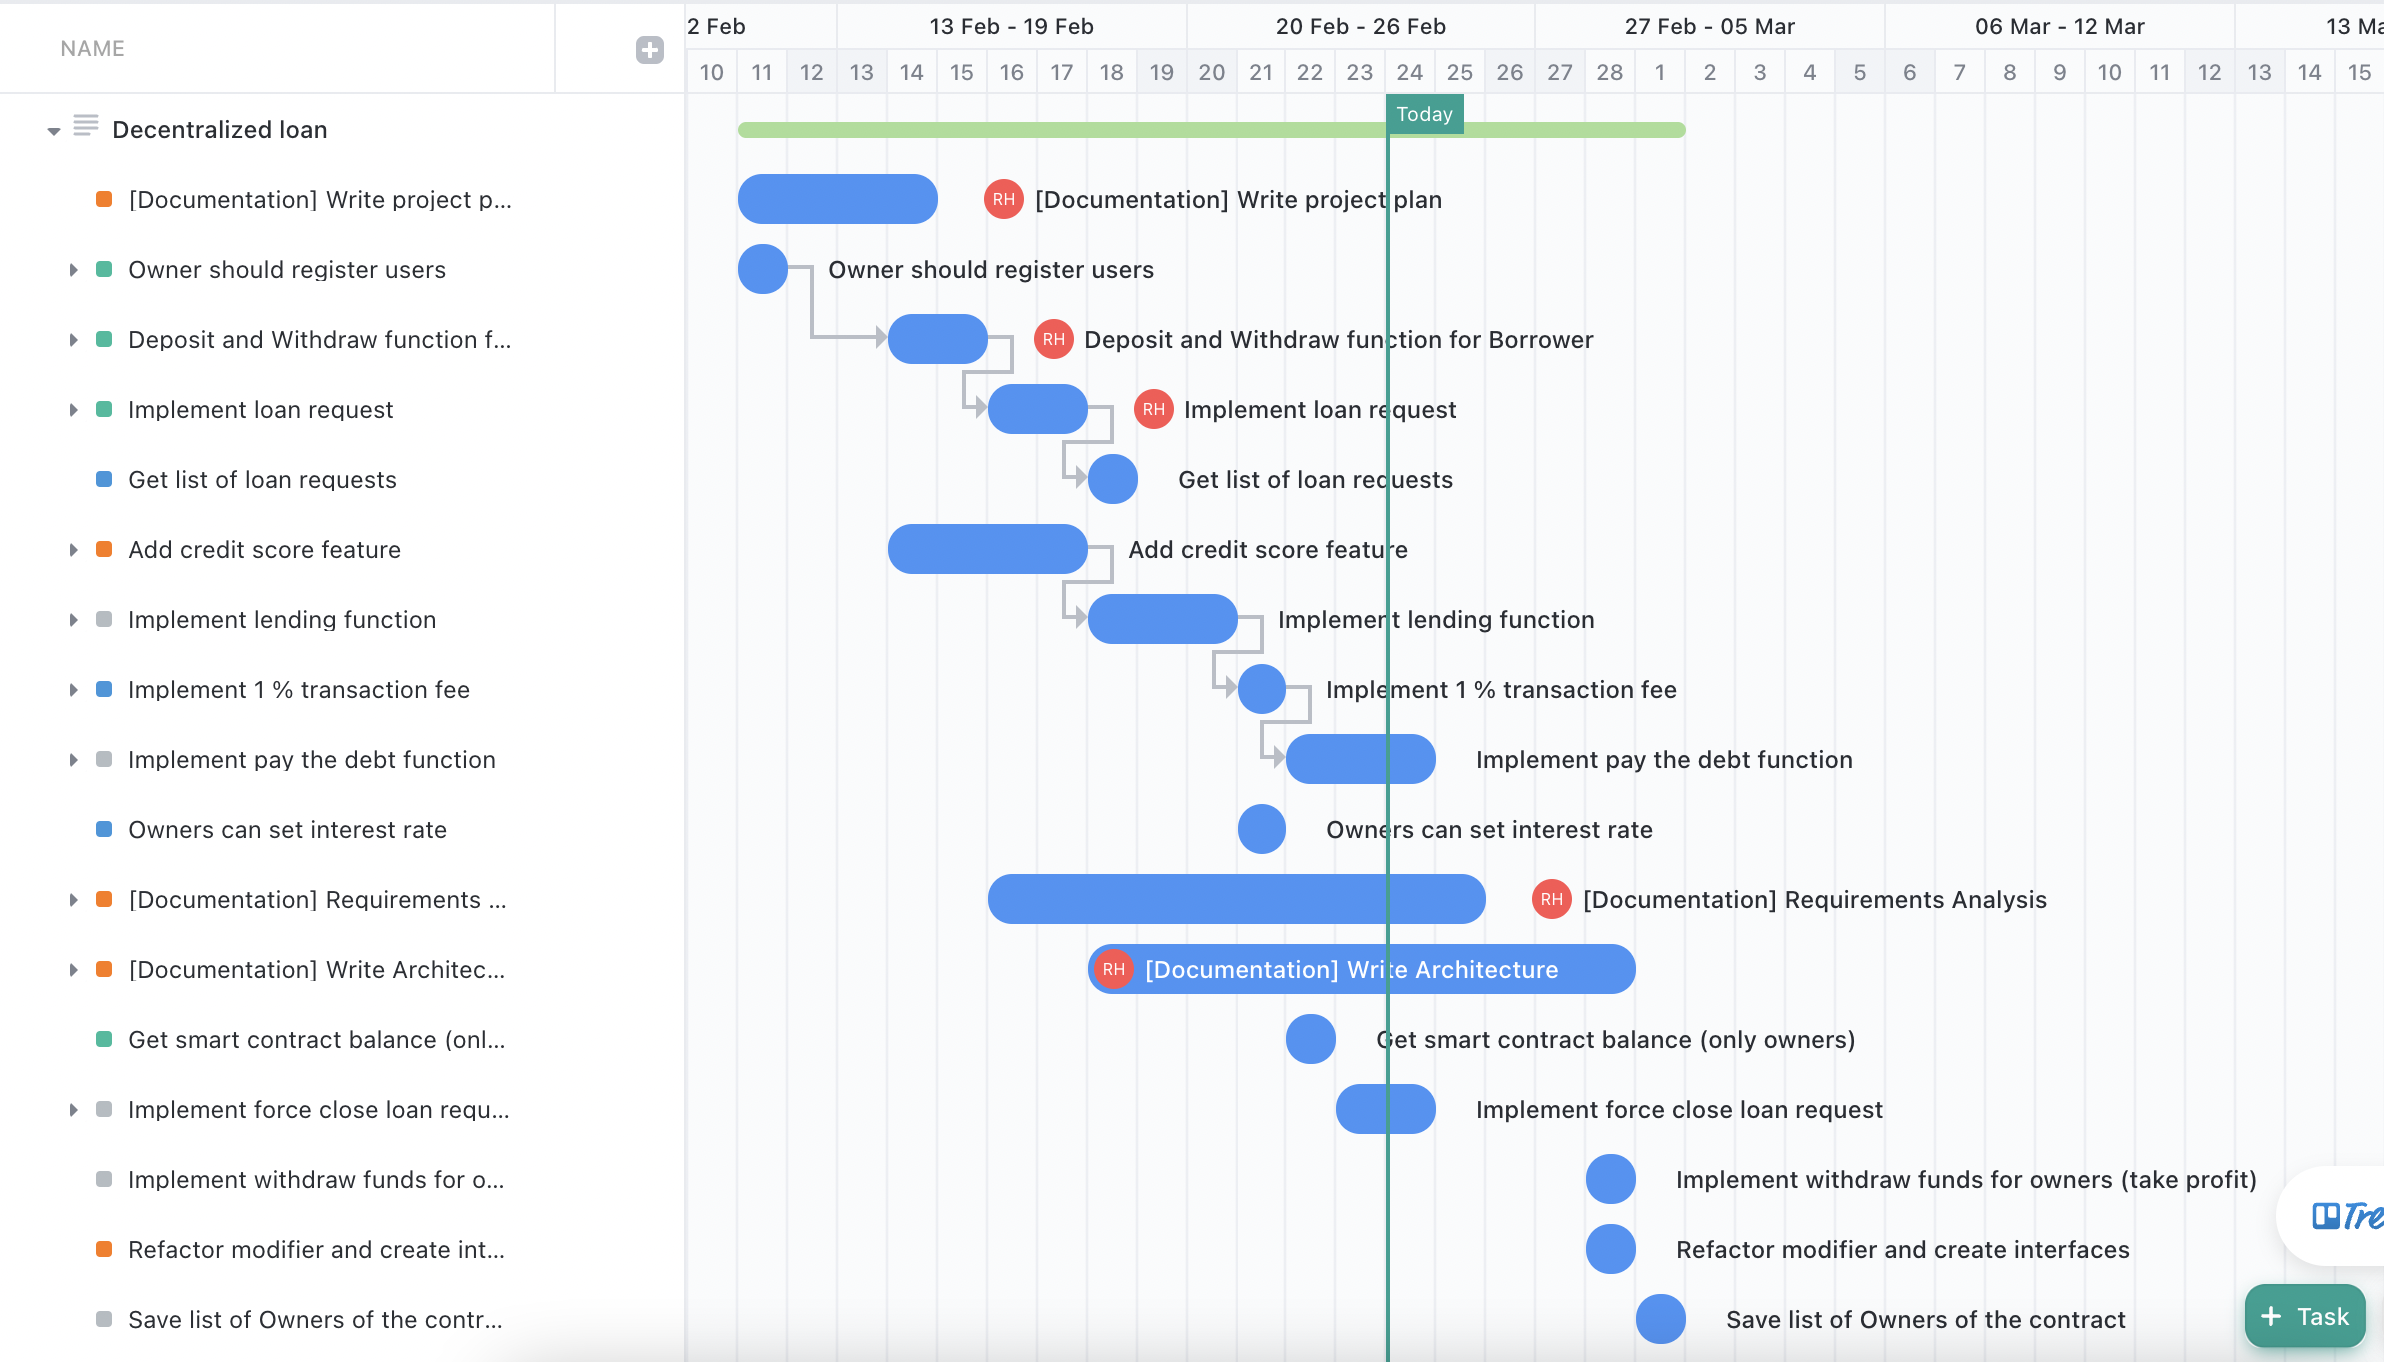 NAME
2 Feb 13 Feb - 19 Feb 20 Feb - 26 Feb 27 Feb - 05 Mar 06 Mar - 12 Mar 13 Ma
10 11 12 13 14 15 16 17 18 19 20 21 22 23 24 25 26 27 28 1 2 3 4 5 6 7 8 9 10 11 12 13 14 15
Today
Decentralized loan
[Documentation] Write project p... RH [Documentation] Write project plan
Owner should register users Owner should register users
Deposit and Withdraw function f... RH Deposit and Withdraw function for Borrower
Implement loan request RH Implement loan request
Get list of loan requests Get list of loan requests
Add credit score feature Add credit score feature
Implement lending function Implement lending function
Implement 1 % transaction fee Implement 1 % transaction fee
Implement pay the debt function Implement pay the debt function
Owners can set interest rate Owners can set interest rate
[Documentation] Requirements ... RH [Documentation] Requirements Analysis
[Documentation] Write Architec... RH [Documentation] Write Architecture
Get smart contract balance (onl... Get smart contract balance (only owners)
Implement force close loan requ... Implement force close loan request
Implement withdraw funds for o... Implement withdraw funds for owners (take profit)
Tre
Refactor modifier and create int... Refactor modifier and create interfaces
Save list of Owners of the contr... Save list of Owners of the contract
+ Task